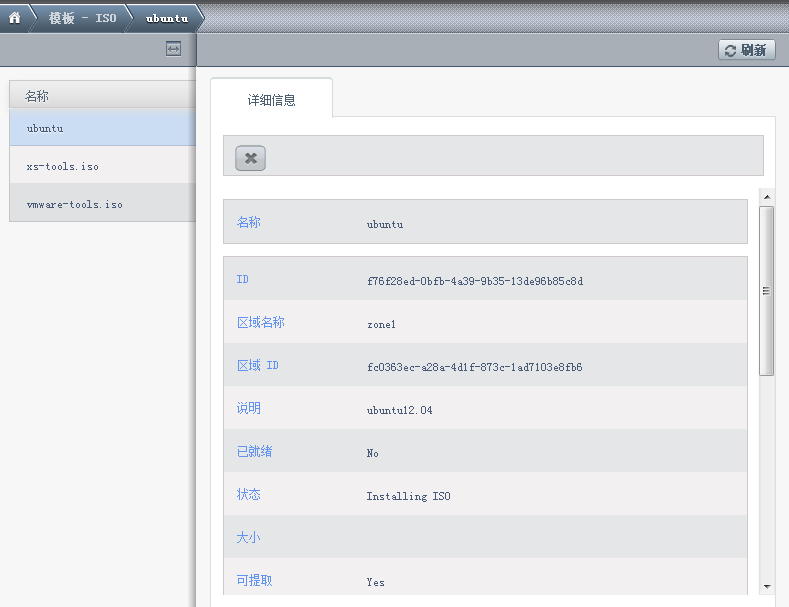 模板 - ISO ubuntu
刷新
名称
ubuntu
xs-tools.iso
vmware-tools.iso
详细信息
名称 ubuntu
ID f76f28ed-0bfb-4a39-9b35-13de96b85c8d
区域名称 zone1
区域 ID fc0363ec-a28a-4d1f-873c-1ad7103e8fb6
说明 ubuntu12.04
已就绪 No
状态 Installing ISO
大小
可提取 Yes